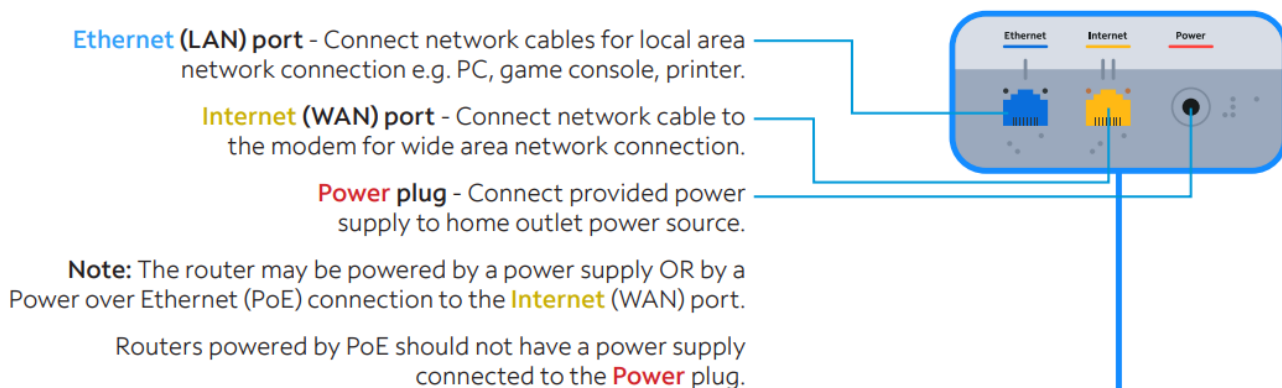 Ethernet (LAN) port - Connect network cables for local area
network connection e.g. PC, game console, printer.
Internet (WAN) port - Connect network cable to
the modem for wide area network connection.
Power plug - Connect provided power
supply to home outlet power source.
Note: The router may be powered by a power supply OR by a
Power over Ethernet (PoE) connection to the Internet (WAN) port.
Routers powered by PoE should not have a power supply
connected to the Power plug.
Ethernet Internet Power